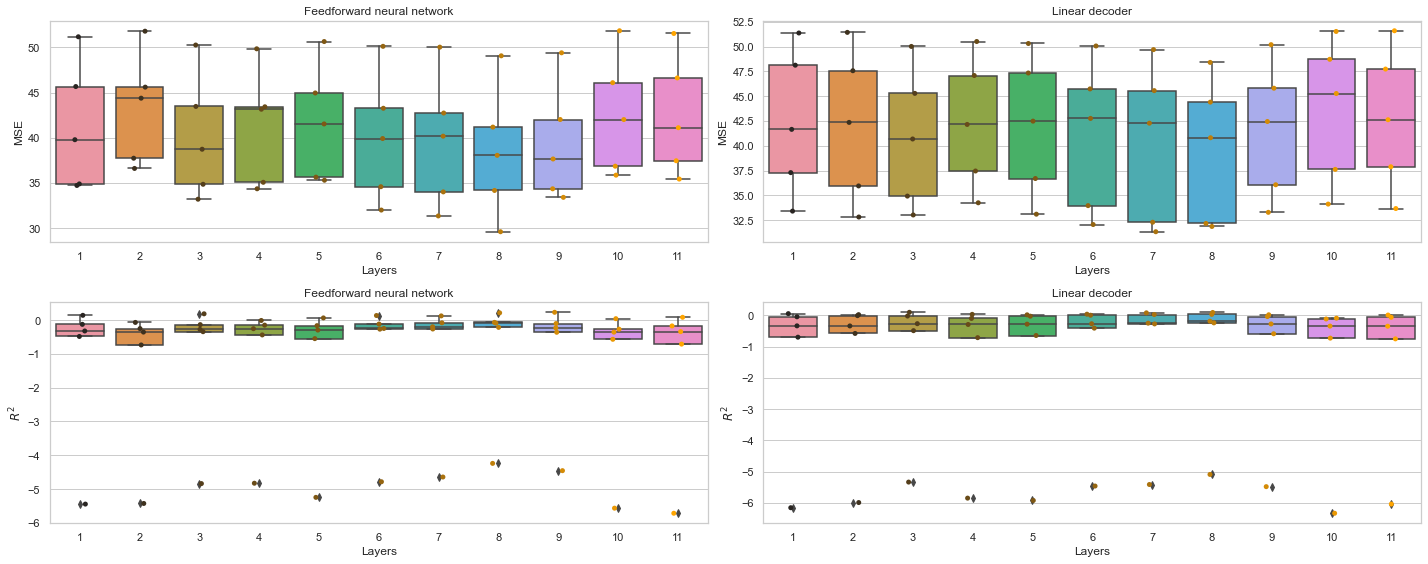 Feedforward neural network
MSE
50
45
40
35
30
1 2 3 4 5 6 7 8 9 10 11
Layers
Linear decoder
MSE
52.5
50.0
47.5
45.0
42.5
40.0
37.5
35.0
32.5
1 2 3 4 5 6 7 8 9 10 11
Layers
Feedforward neural network
R²
0
−1
−2
−3
−4
−5
−6
1 2 3 4 5 6 7 8 9 10 11
Layers
Linear decoder
R²
0
−1
−2
−3
−4
−5
−6
1 2 3 4 5 6 7 8 9 10 11
Layers